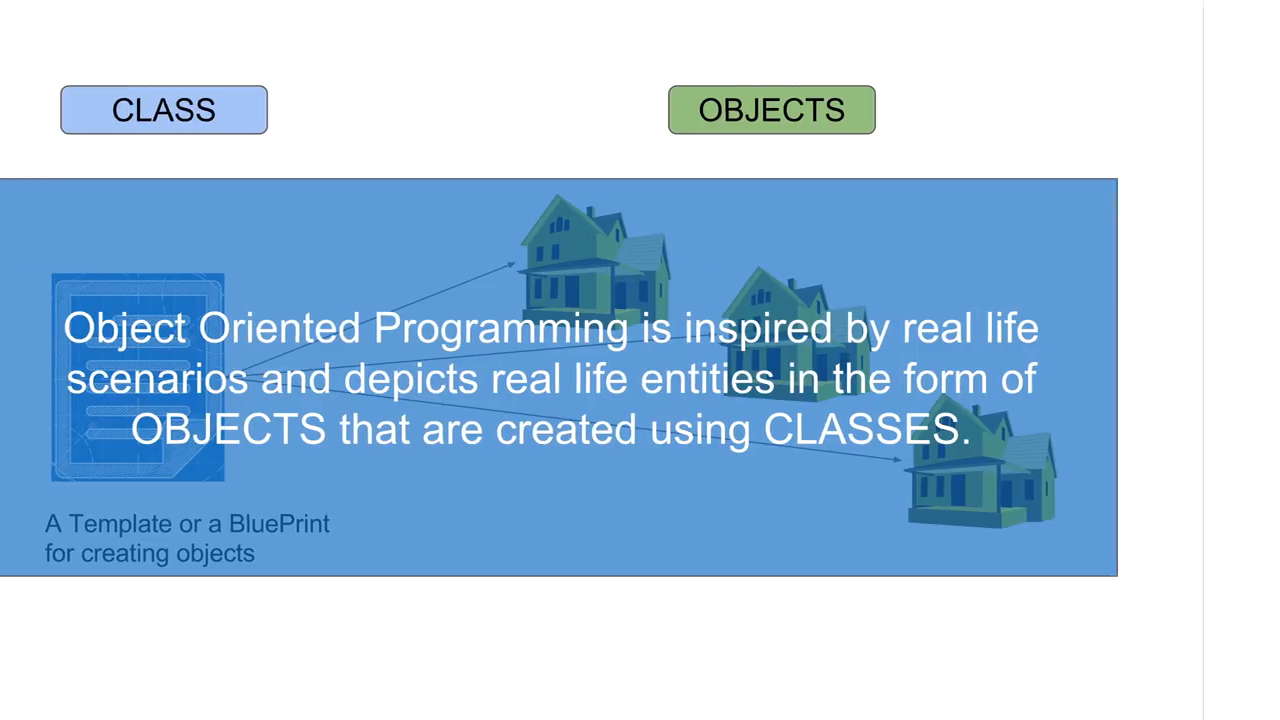 CLASS
OBJECTS
Object Oriented Programming is inspired by real life
scenarios and depicts real life entities in the form of
OBJECTS that are created using CLASSES.
A Template or a BluePrint
for creating objects